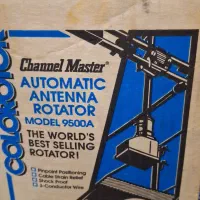 COLOROTOR
Channel Master®
AUTOMATIC
ANTENNA
ROTATOR
MODEL 9500A
THE WORLD'S
BEST SELLING
ROTATOR!
Pinpoint Positioning
Cable Strain Relief
Shock Proof
3-Conductor Wire